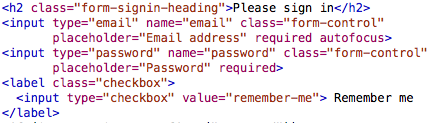 <h2 class="form-signin-heading">Please sign in</h2>
<input type="email" name="email" class="form-control"
placeholder="Email address" required autofocus>
<input type="password" name="password" class="form-control"
placeholder="Password" required>
<label class="checkbox">
<input type="checkbox" value="remember-me"> Remember me
</label>